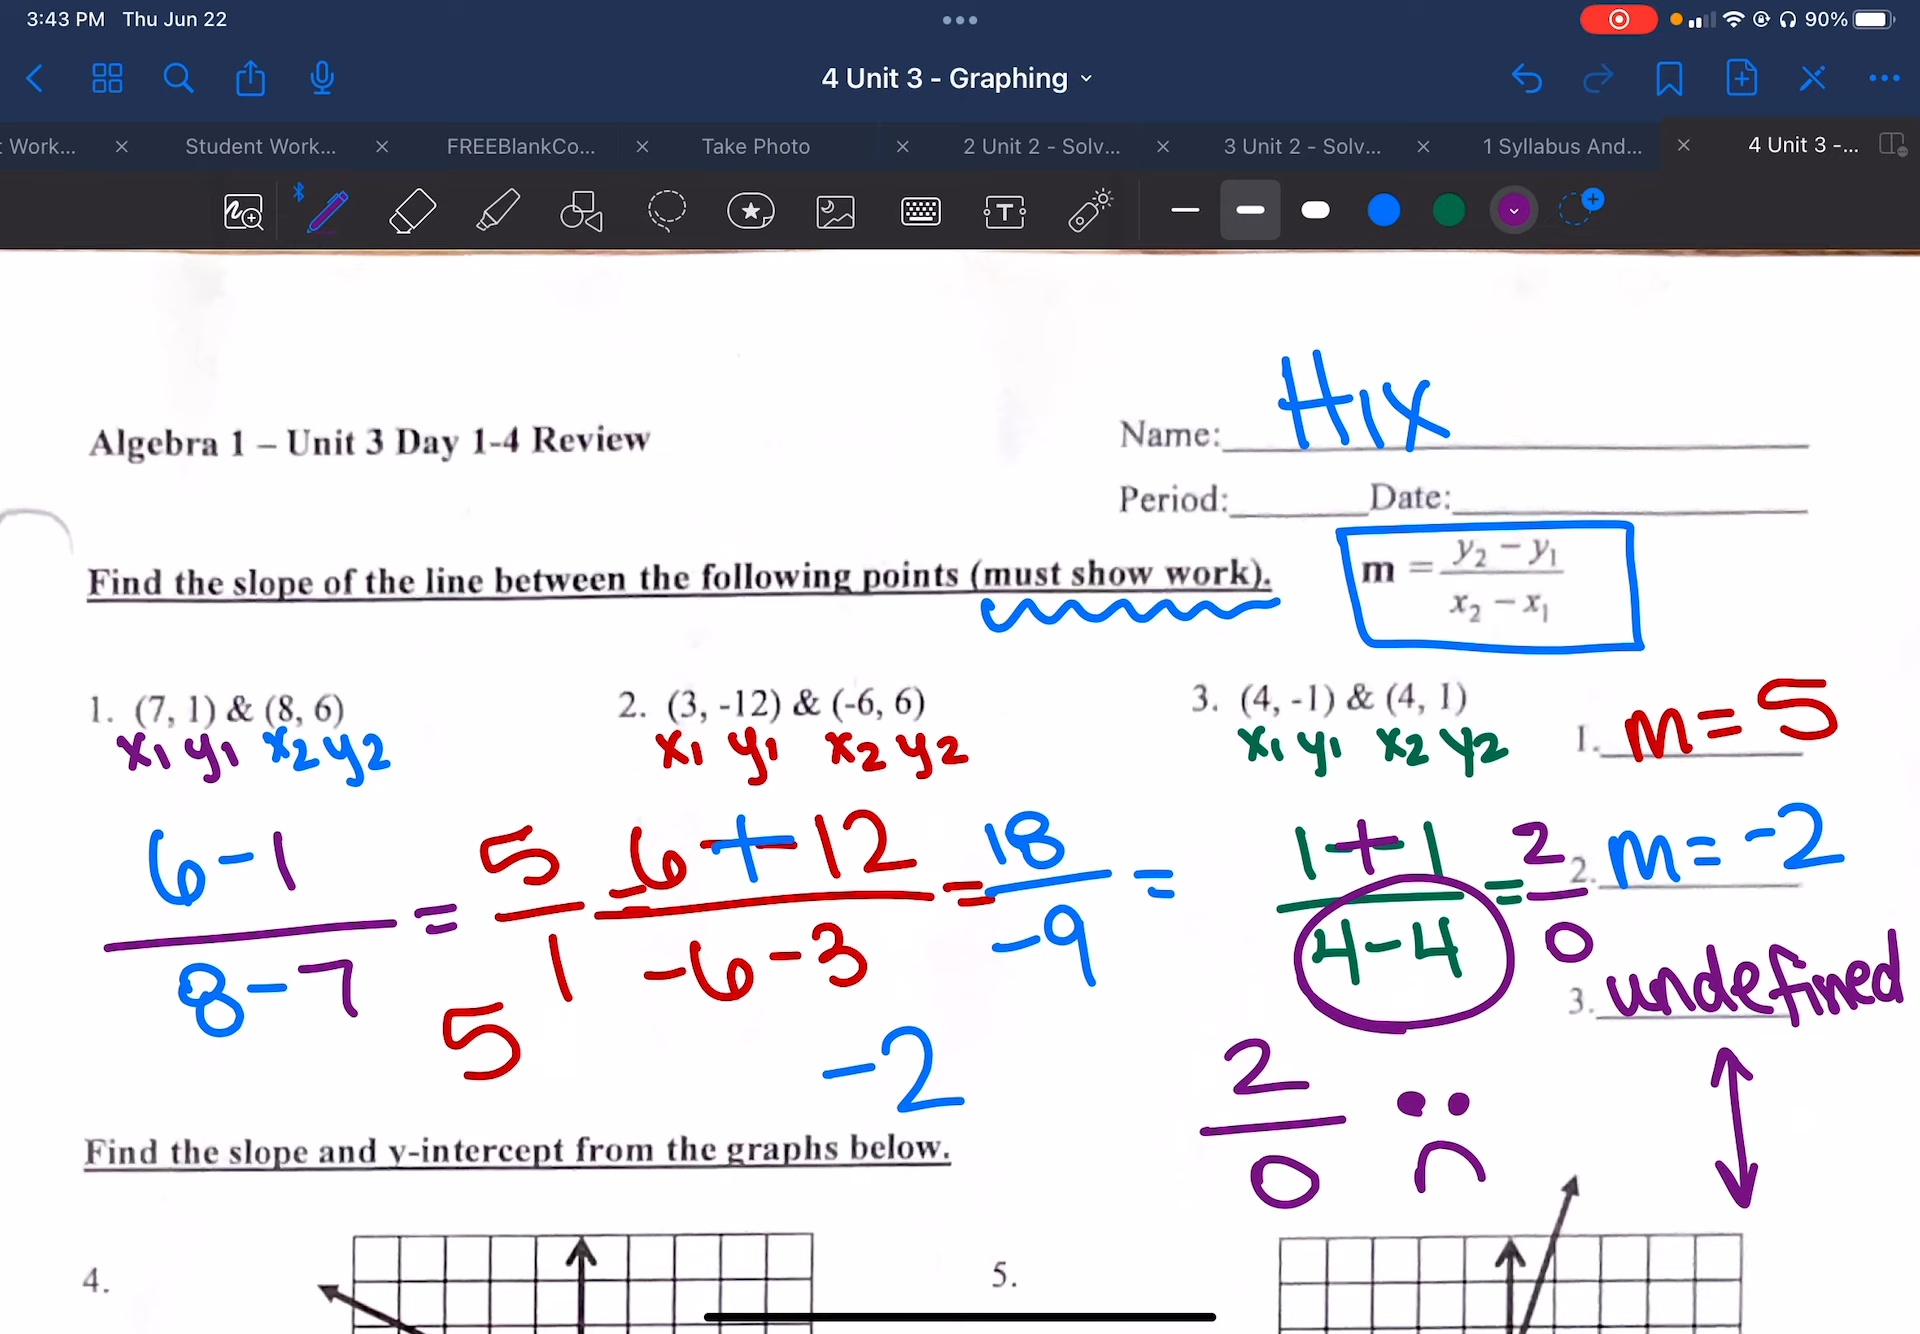 3:43 PM Thu Jun 22
90%
4 Unit 3 - Graphing
: Work... × Student Work... × FREEBlankCo... × Take Photo × 2 Unit 2 - Solv... × 3 Unit 2 - Solv... × 1 Syllabus And... × 4 Unit 3 -...
T
Algebra 1 – Unit 3 Day 1-4 Review
Name: Hix
Period: Date:
Find the slope of the line between the following points (must show work).
m = y₂ − y₁ / x₂ − x₁
1. (7, 1) & (8, 6)
x₁ y₁ x₂ y₂
6 - 1 / 8 - 7 = 5 / 1
5
2. (3, -12) & (-6, 6)
x₁ y₁ x₂ y₂
6 + 12 / -6 - 3 = 18 / -9 =
-2
3. (4, -1) & (4, 1)
x₁ y₁ x₂ y₂
1 + 1 / 4 - 4 = 2 / 0
2 / 0
1. m = 5
2. m = -2
3. undefined
Find the slope and y-intercept from the graphs below.
4.
5.